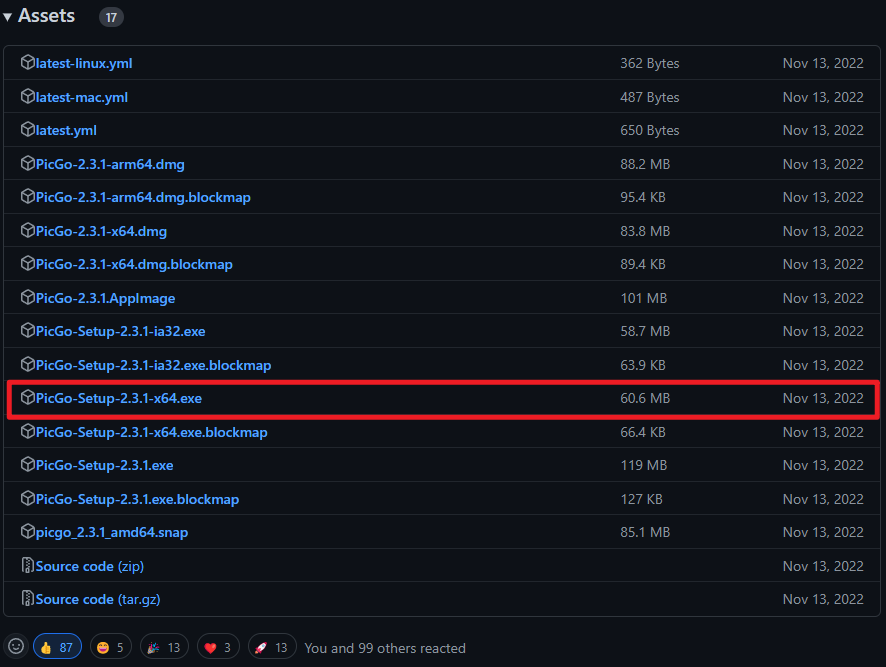 Assets 17
latest-linux.yml 362 Bytes Nov 13, 2022
latest-mac.yml 487 Bytes Nov 13, 2022
latest.yml 650 Bytes Nov 13, 2022
PicGo-2.3.1-arm64.dmg 88.2 MB Nov 13, 2022
PicGo-2.3.1-arm64.dmg.blockmap 95.4 KB Nov 13, 2022
PicGo-2.3.1-x64.dmg 83.8 MB Nov 13, 2022
PicGo-2.3.1-x64.dmg.blockmap 89.4 KB Nov 13, 2022
PicGo-2.3.1.AppImage 101 MB Nov 13, 2022
PicGo-Setup-2.3.1-ia32.exe 58.7 MB Nov 13, 2022
PicGo-Setup-2.3.1-ia32.exe.blockmap 63.9 KB Nov 13, 2022
PicGo-Setup-2.3.1-x64.exe 60.6 MB Nov 13, 2022
PicGo-Setup-2.3.1-x64.exe.blockmap 66.4 KB Nov 13, 2022
PicGo-Setup-2.3.1.exe 119 MB Nov 13, 2022
PicGo-Setup-2.3.1.exe.blockmap 127 KB Nov 13, 2022
picgo_2.3.1_amd64.snap 85.1 MB Nov 13, 2022
Source code (zip) Nov 13, 2022
Source code (tar.gz) Nov 13, 2022
87 5 13 3 13 You and 99 others reacted